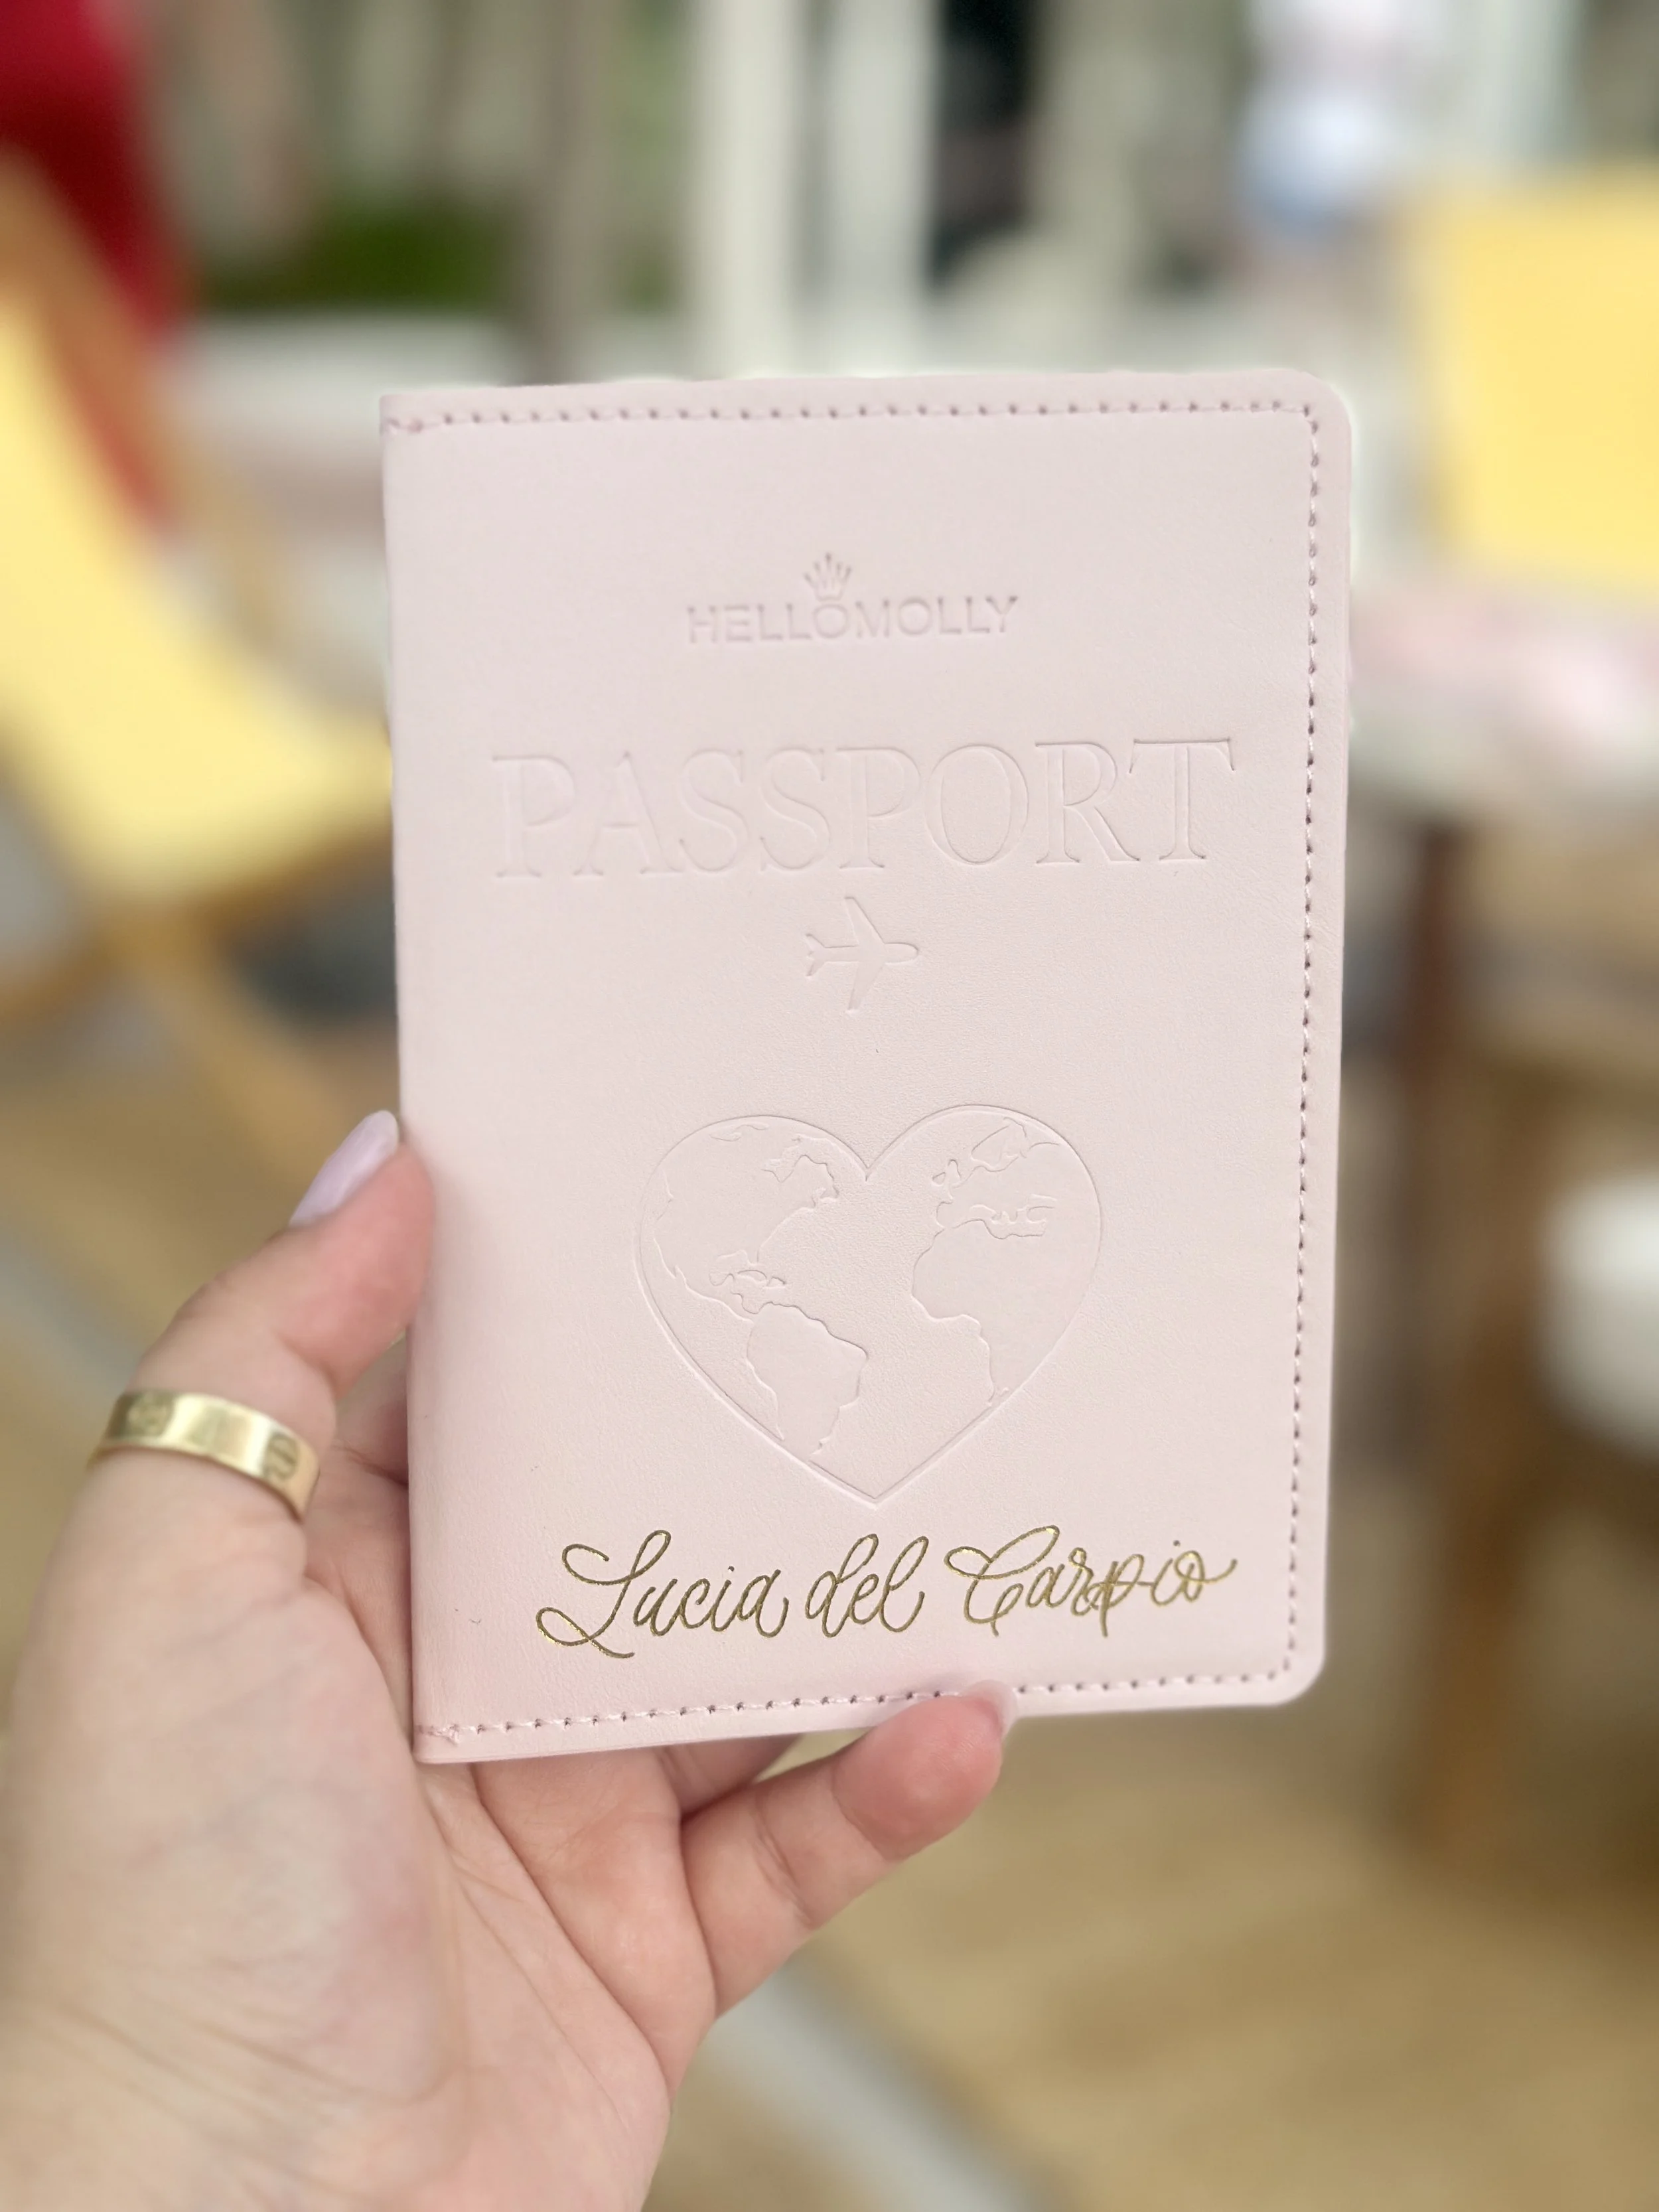 HELLOMOLLY
PASSPORT
Lucia del Carpio